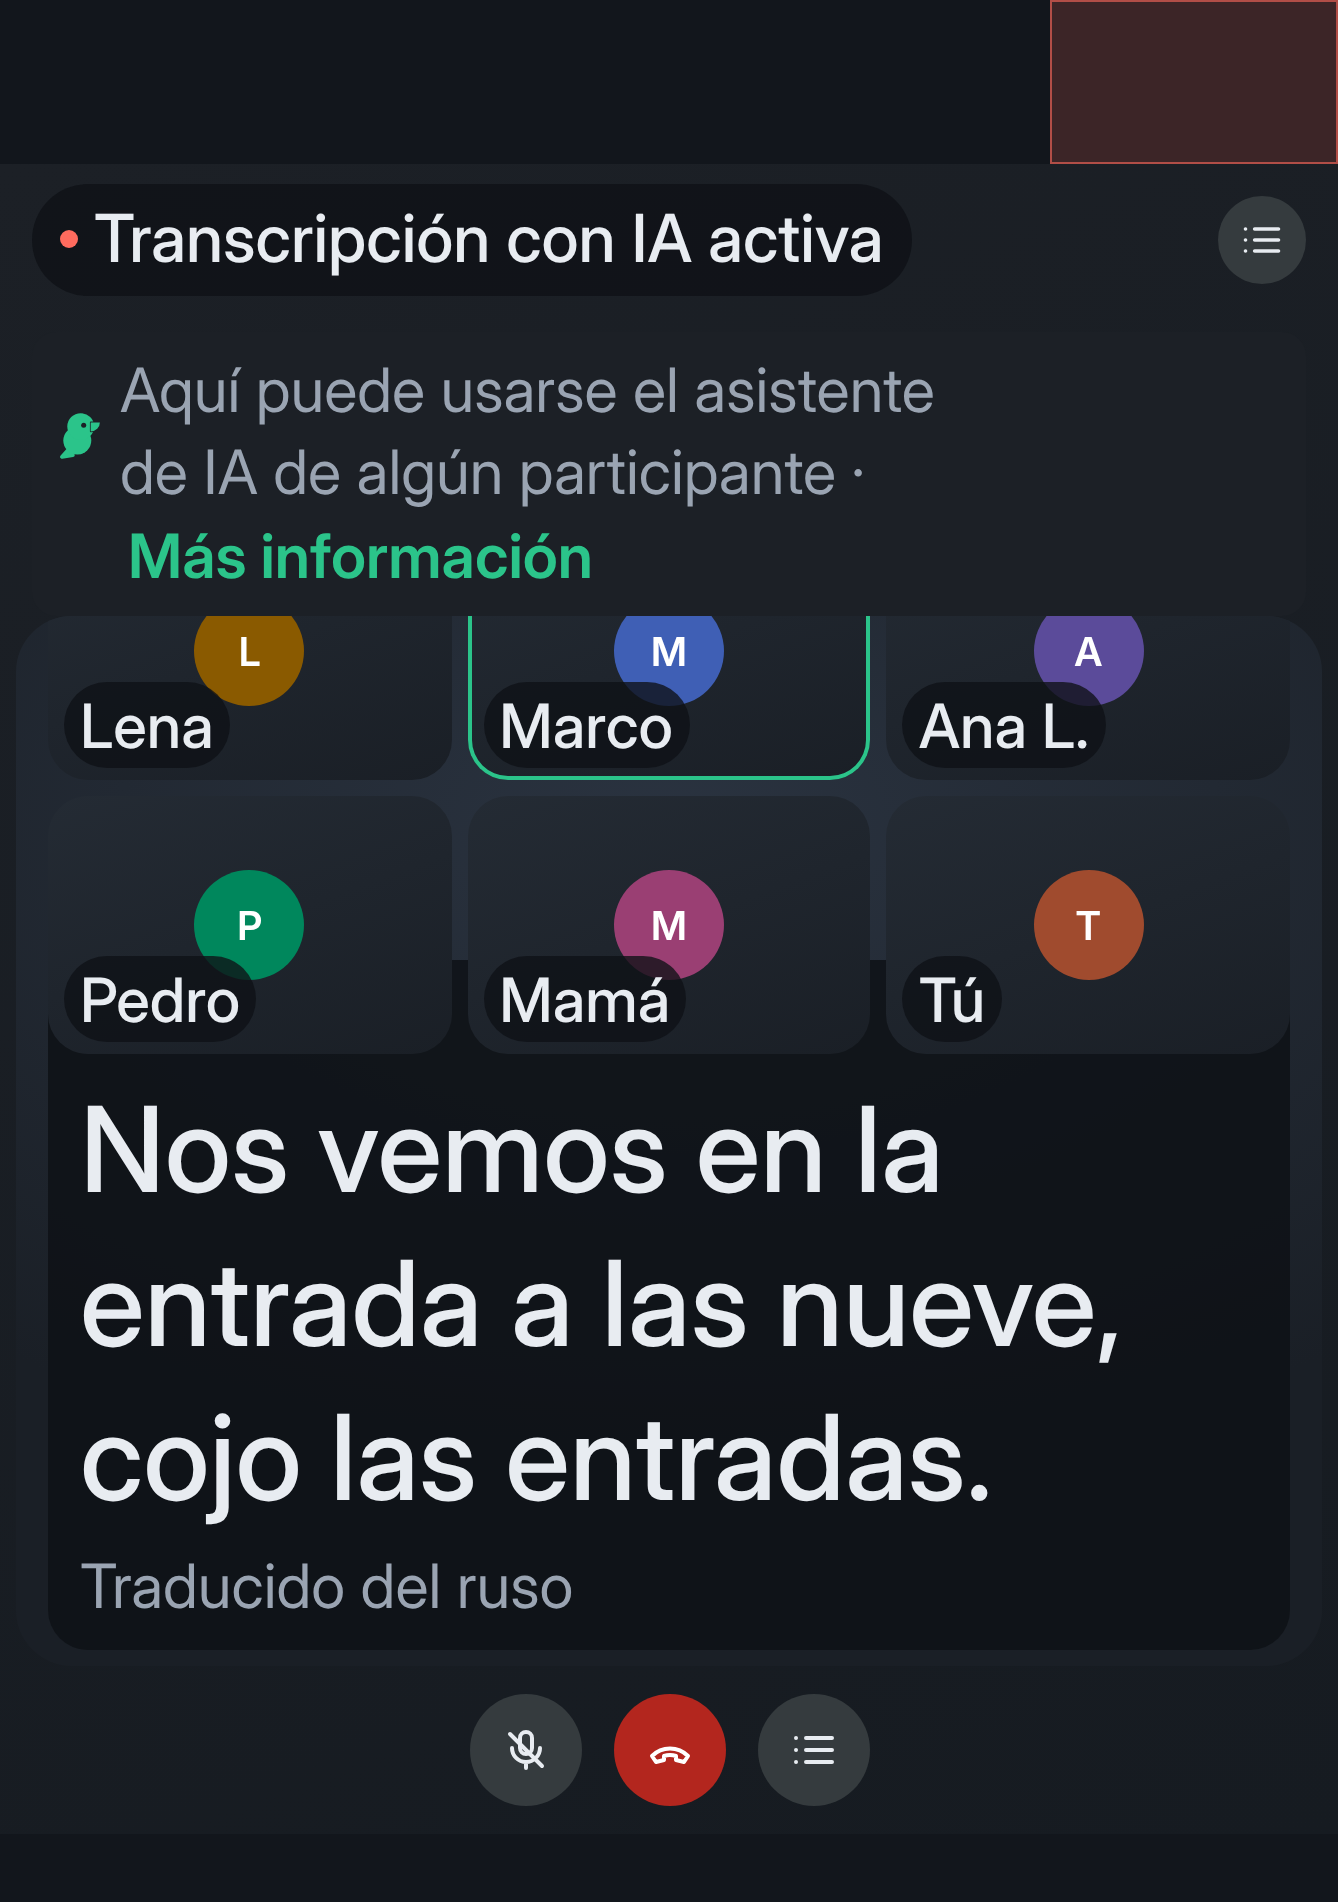 Transcripción con IA activa
Aquí puede usarse el asistente
de IA de algún participante ·
Más información
L
M
A
Lena
Marco
Ana L.
P
M
T
Pedro
Mamá
Tú
Nos vemos en la
entrada a las nueve,
cojo las entradas.
Traducido del ruso